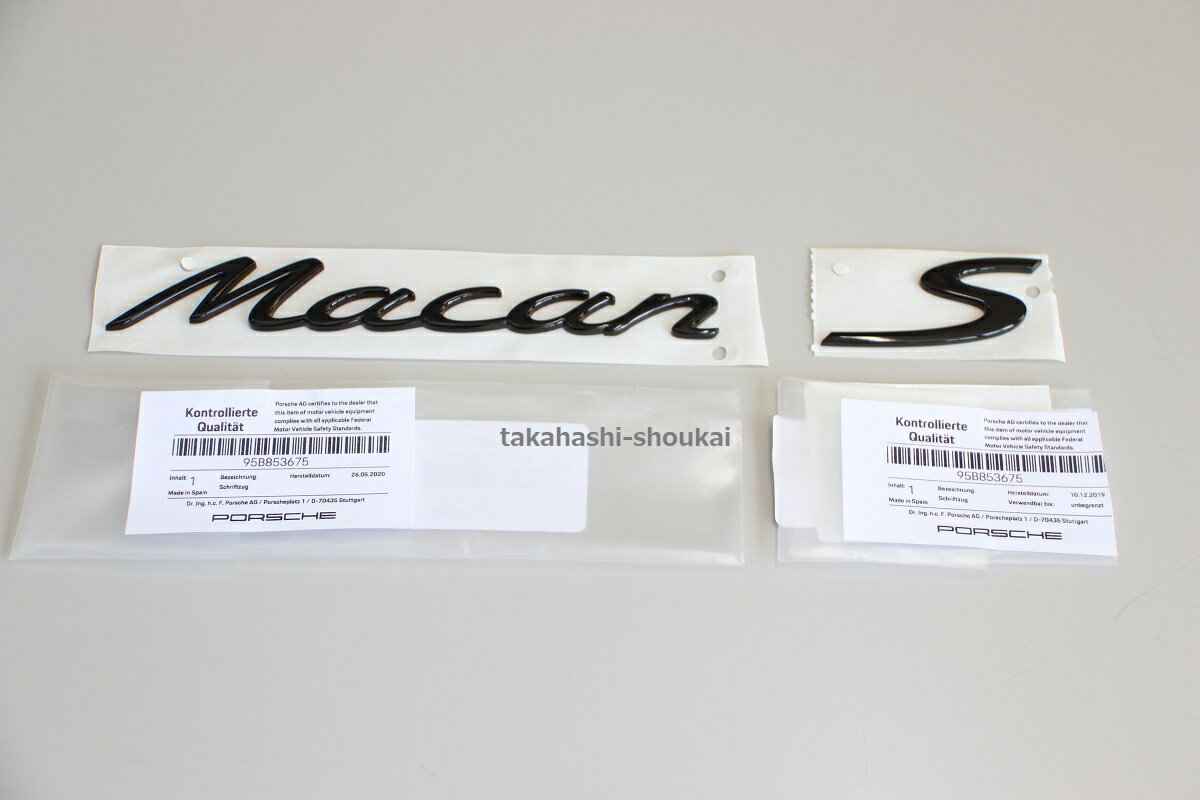 Macan
S
Kontrollierte
Qualität
Porsche AG certifies to the dealer that
this item of motor vehicle equipment
complies with all applicable Federal
Motor Vehicle Safety Standards.
95B853675
Inhalt: 1 Bezeichnung: Herstelldatum: 26.05.2020
Schriftzug
Made in Spain
Dr. Ing. h.c. F. Porsche AG / Porscheplatz 1 / D-70435 Stuttgart
PORSCHE
takahashi-shoukai
Kontrollierte
Qualität
Porsche AG certifies to the dealer that
this item of motor vehicle equipment
complies with all applicable Federal
Motor Vehicle Safety Standards.
95B853675
Inhalt: 1 Bezeichnung: Herstelldatum: 10.12.2019
Made in Spain Schriftzug Verwendbar bis: unbegrenzt
Dr. Ing. h.c. F. Porsche AG / Porscheplatz 1 / D-70435 Stuttgart
PORSCHE